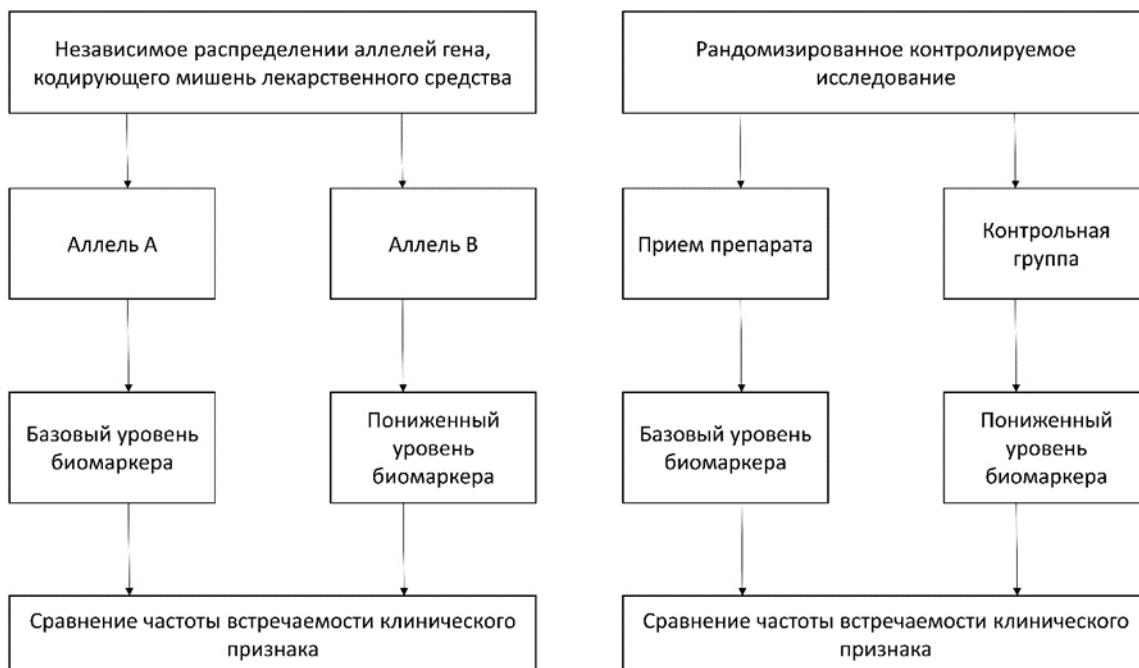 Независимое распределении аллелей гена,
кодирующего мишень лекарственного средства
Аллель А
Аллель В
Базовый уровень
биомаркера
Пониженный
уровень
биомаркера
Сравнение частоты встречаемости клинического
признака
Рандомизированное контролируемое
исследование
Прием препарата
Контрольная
группа
Базовый уровень
биомаркера
Пониженный
уровень
биомаркера
Сравнение частоты встречаемости клинического
признака